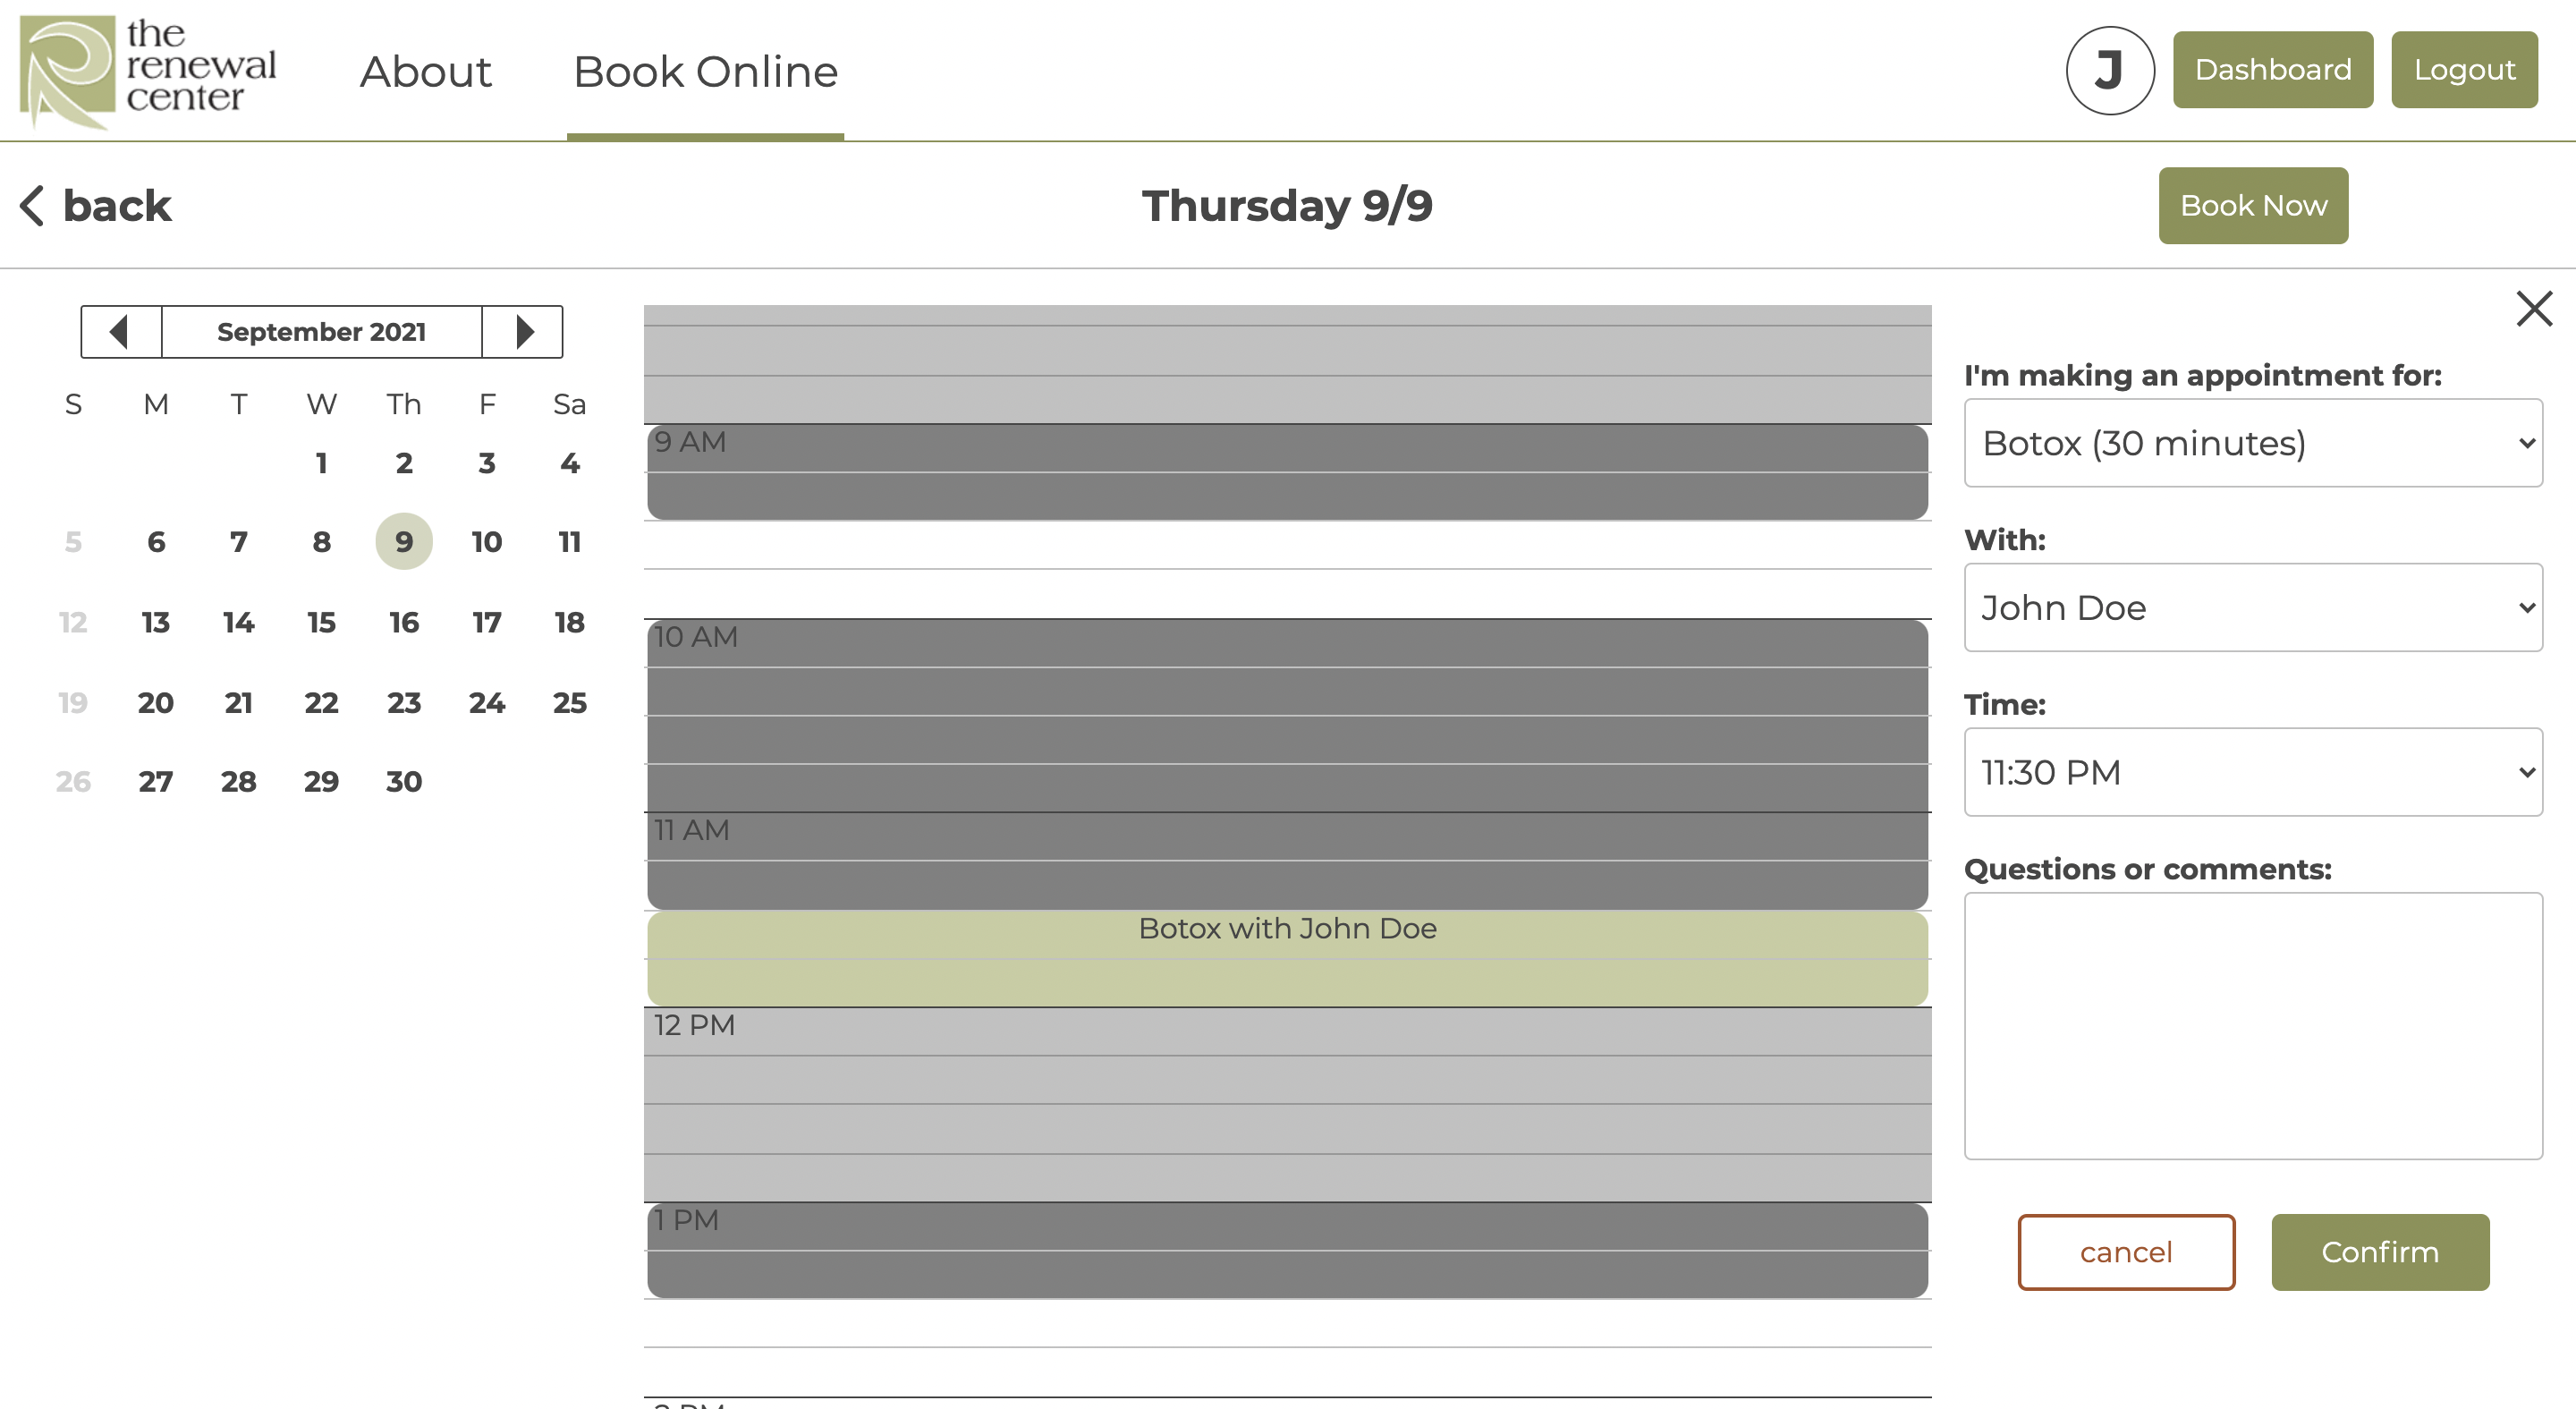 the
renewal
center
About
Book Online
J
Dashboard
Logout
back
Thursday 9/9
Book Now
September 2021
S M T W Th F Sa
1 2 3 4
5 6 7 8 9 10 11
12 13 14 15 16 17 18
19 20 21 22 23 24 25
26 27 28 29 30
9 AM
10 AM
11 AM
Botox with John Doe
12 PM
1 PM
I'm making an appointment for:
Botox (30 minutes)
With:
John Doe
Time:
11:30 PM
Questions or comments:
cancel
Confirm